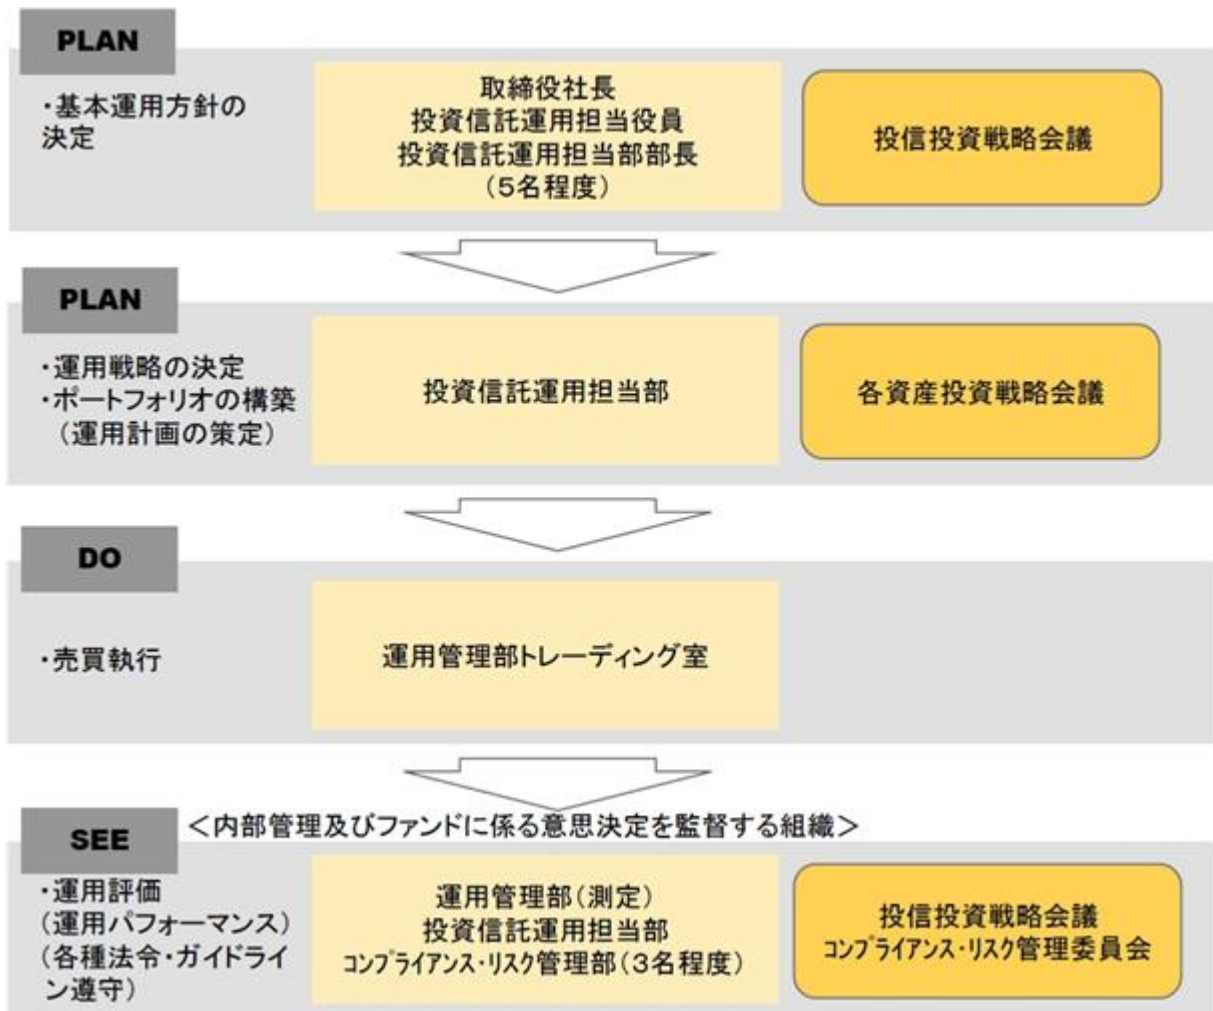 PLAN
・基本運用方針の
決定
取締役社長
投資信託運用担当役員
投資信託運用担当部部長
(5名程度)
投信投資戦略会議
PLAN
・運用戦略の決定
・ポートフォリオの構築
(運用計画の策定)
投資信託運用担当部
各資産投資戦略会議
DO
・売買執行
運用管理部トレーディング室
SEE
＜内部管理及びファンドに係る意思決定を監督する組織＞
・運用評価
(運用パフォーマンス)
(各種法令・ガイドライ
ン遵守)
運用管理部(測定)
投資信託運用担当部
ｺﾝﾌﾟﾗｲｱﾝｽ･ﾘｽｸ管理部(3名程度)
投信投資戦略会議
ｺﾝﾌﾟﾗｲｱﾝｽ･ﾘｽｸ管理委員会